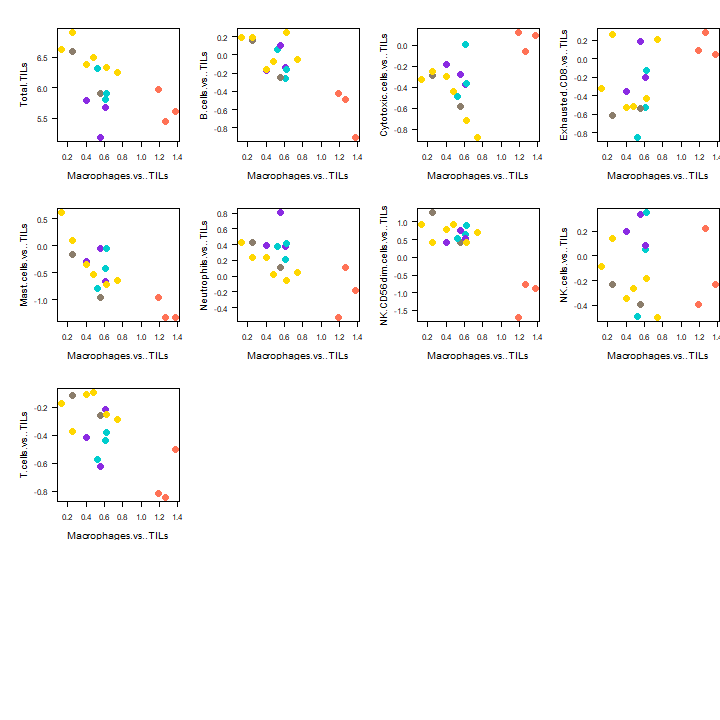 Total.TILs
6.5
6.0
5.5
0.2 0.4 0.6 0.8 1.0 1.2 1.4
Macrophages.vs..TILs
B.cells.vs..TILs
0.2
0.0
-0.2
-0.4
-0.8
0.2 0.4 0.6 0.8 1.0 1.2 1.4
Macrophages.vs..TILs
Cytotoxic.cells.vs..TILs
0.0
-0.2
-0.4
-0.6
-0.8
0.2 0.4 0.6 0.8 1.0 1.2 1.4
Macrophages.vs..TILs
Exhausted.CD8.vs..TILs
0.2
0.0
-0.2
-0.4
-0.6
-0.8
0.2 0.4 0.6 0.8 1.0 1.2 1.4
Macrophages.vs..TILs
Mast.cells.vs..TILs
0.5
0.0
-0.5
-1.0
0.2 0.4 0.6 0.8 1.0 1.2 1.4
Macrophages.vs..TILs
Neutrophils.vs..TILs
0.8
0.6
0.4
0.2
0.0
-0.2
-0.4
0.2 0.4 0.6 0.8 1.0 1.2 1.4
Macrophages.vs..TILs
NK.CD56dim.cells.vs..TILs
1.0
0.5
0.0
-0.5
-1.0
-1.5
0.2 0.4 0.6 0.8 1.0 1.2 1.4
Macrophages.vs..TILs
NK.cells.vs..TILs
0.2
0.0
-0.2
-0.4
0.2 0.4 0.6 0.8 1.0 1.2 1.4
Macrophages.vs..TILs
T.cells.vs..TILs
-0.2
-0.4
-0.6
-0.8
0.2 0.4 0.6 0.8 1.0 1.2 1.4
Macrophages.vs..TILs